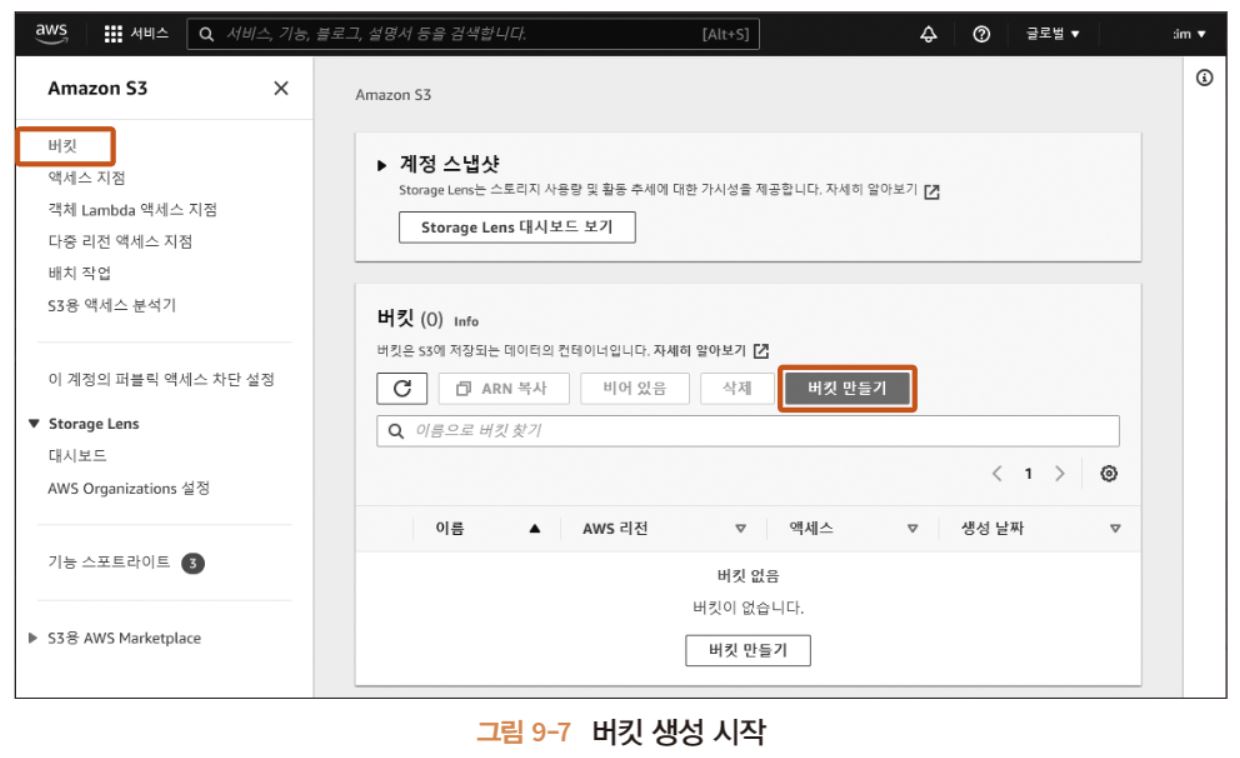 aws
서비스
서비스, 기능, 블로그, 설명서 등을 검색합니다.
[Alt+S]
글로벌 ▼
im ▼
Amazon S3
버킷
액세스 지점
객체 Lambda 액세스 지점
다중 리전 액세스 지점
배치 작업
S3용 액세스 분석기
이 계정의 퍼블릭 액세스 차단 설정
▼ Storage Lens
대시보드
AWS Organizations 설정
기능 스포트라이트 3
▶ S3용 AWS Marketplace
Amazon S3
▶ 계정 스냅샷
Storage Lens는 스토리지 사용량 및 활동 추세에 대한 가시성을 제공합니다. 자세히 알아보기
Storage Lens 대시보드 보기
버킷 (0) Info
버킷은 S3에 저장되는 데이터의 컨테이너입니다. 자세히 알아보기
ARN 복사 비어 있음 삭제 버킷 만들기
이름으로 버킷 찾기
< 1 >
이름 ▲ AWS 리전 ▽ 액세스 ▽ 생성 날짜 ▽
버킷 없음
버킷이 없습니다.
버킷 만들기
그림 9-7 버킷 생성 시작